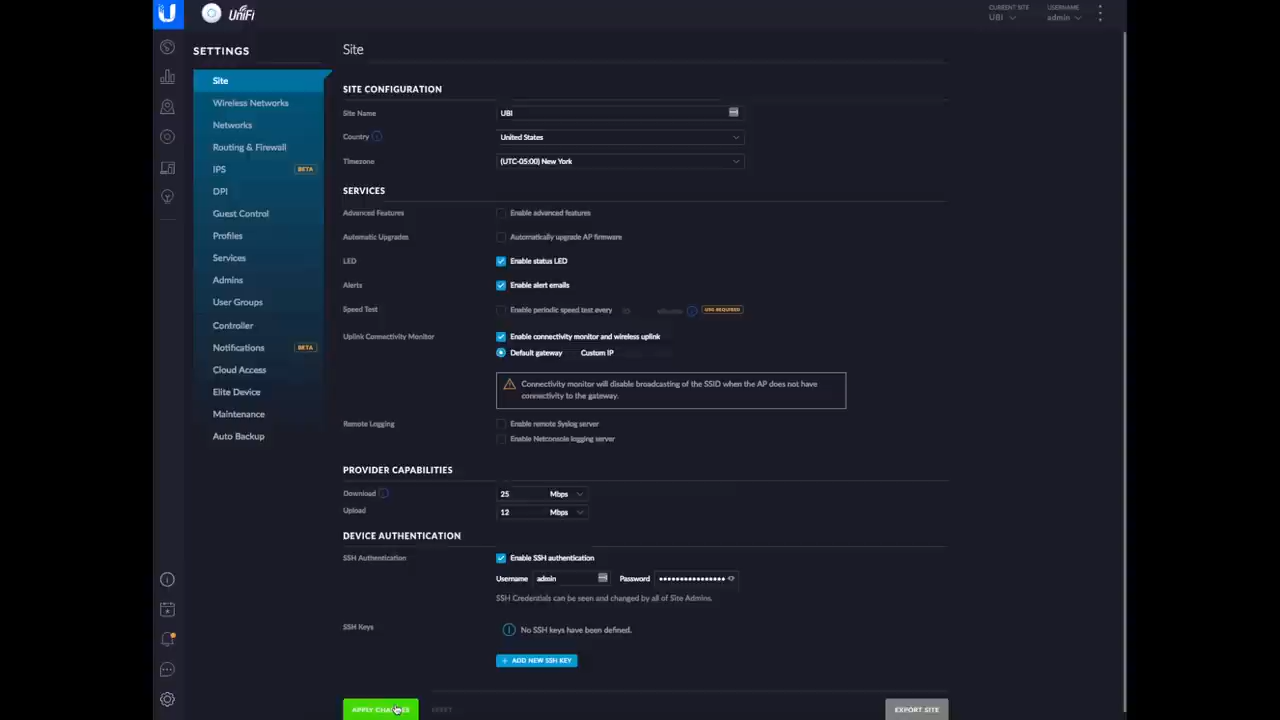 U
UniFi
CURRENT SITE
UBI
USERNAME
admin
SETTINGS
Site
Wireless Networks
Networks
Routing & Firewall
IPS BETA
DPI
Guest Control
Profiles
Services
Admins
User Groups
Controller
Notifications BETA
Cloud Access
Elite Device
Maintenance
Auto Backup
Site
SITE CONFIGURATION
Site Name UBI
Country United States
Timezone (UTC-05:00) New York
SERVICES
Advanced Features Enable advanced features
Automatic Upgrades Automatically upgrade AP firmware
LED Enable status LED
Alerts Enable alert emails
Speed Test Enable periodic speed test every USG REQUIRED
Uplink Connectivity Monitor Enable connectivity monitor and wireless uplink
Default gateway Custom IP
Connectivity monitor will disable broadcasting of the SSID when the AP does not have
connectivity to the gateway.
Remote Logging Enable remote Syslog server
Enable Netconsole logging server
PROVIDER CAPABILITIES
Download 25 Mbps
Upload 12 Mbps
DEVICE AUTHENTICATION
SSH Authentication Enable SSH authentication
Username admin Password ••••••••••••••••
SSH Credentials can be seen and changed by all of Site Admins.
SSH Keys No SSH keys have been defined.
+ ADD NEW SSH KEY
APPLY CHANGES RESET EXPORT SITE